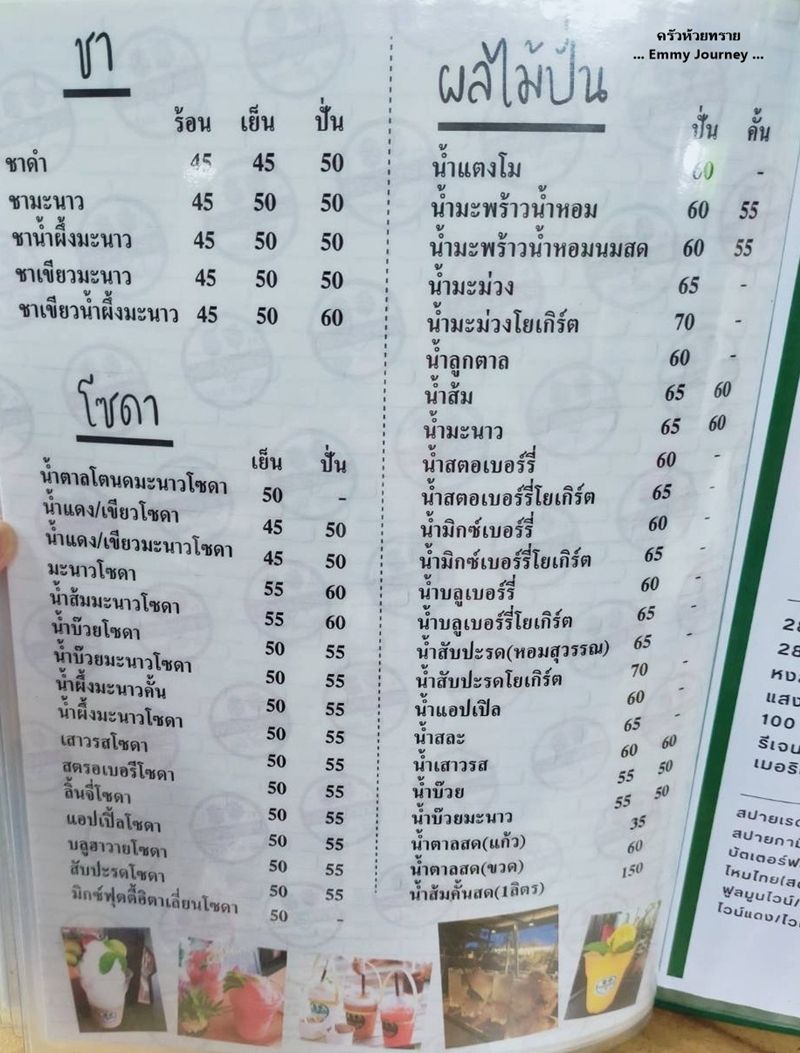 ครัวห้วยทราย
... Emmy Journey ...
ชา
ร้อน เย็น ปั่น
ชาดำ 45 45 50
ชามะนาว 45 50 50
ชาน้ำผึ้งมะนาว 45 50 50
ชาเขียวมะนาว 45 50 50
ชาเขียวน้ำผึ้งมะนาว 45 50 60
โซดา
เย็น ปั่น
น้ำตาลโตนดมะนาวโซดา 50 -
น้ำแดง/เขียวโซดา 45 50
น้ำแดง/เขียวมะนาวโซดา 45 50
มะนาวโซดา 55 60
น้ำส้มมะนาวโซดา 55 60
น้ำบ๊วยโซดา 50 55
น้ำบ๊วยมะนาวโซดา 50 55
น้ำผึ้งมะนาวคั้น 50 55
น้ำผึ้งมะนาวโซดา 50 55
เสาวรสโซดา 50 55
สตรอเบอรีโซดา 50 55
ลิ้นจี่โซดา 50 55
แอปเปิ้ลโซดา 50 55
บลูฮาวายโซดา 50 55
สับปะรดโซดา 50 55
มิกซ์ฟุตตี้ฮิตาเลี่ยนโซดา 50 -
ผลไม้ปั่น
ปั่น คั้น
น้ำแตงโม 60 -
น้ำมะพร้าวน้ำหอม 60 55
น้ำมะพร้าวน้ำหอมนมสด 60 55
น้ำมะม่วง 65 -
น้ำมะม่วงโยเกิร์ต 70 -
น้ำลูกตาล 60 -
น้ำส้ม 65 60
น้ำมะนาว 65 60
น้ำสตอเบอร์รี่ 60 -
น้ำสตอเบอร์รี่โยเกิร์ต 65 -
น้ำมิกซ์เบอร์รี่ 60 -
น้ำมิกซ์เบอร์รี่โยเกิร์ต 65 -
น้ำบลูเบอร์รี่ 60 -
น้ำบลูเบอร์รี่โยเกิร์ต 65 -
น้ำสับปะรด(หอมสุวรรณ) 65 -
น้ำสับปะรดโยเกิร์ต 70 -
น้ำแอปเปิล 60 -
น้ำสละ 65 -
น้ำเสาวรส 60 60
น้ำบ๊วย 55 50
น้ำบ๊วยมะนาว 55 50
น้ำตาลสด(แก้ว) 35
น้ำตาลสด(ขวด) 60
น้ำส้มคั้นสด(1ลิตร) 150
100